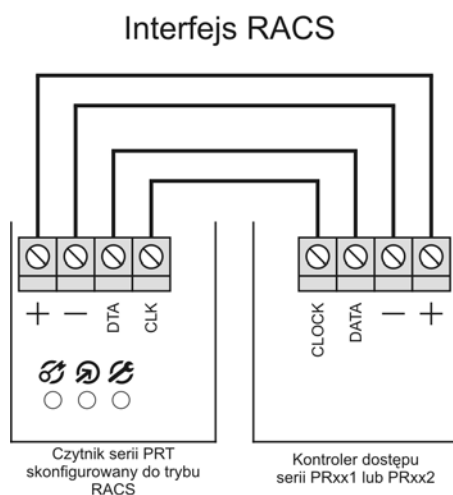 Interfejs RACS
+ — DTA CLK
CLOCK DATA — +
Czytnik serii PRT
skonfigurowany do trybu
RACS
Kontroler dostępu
serii PRxx1 lub PRxx2